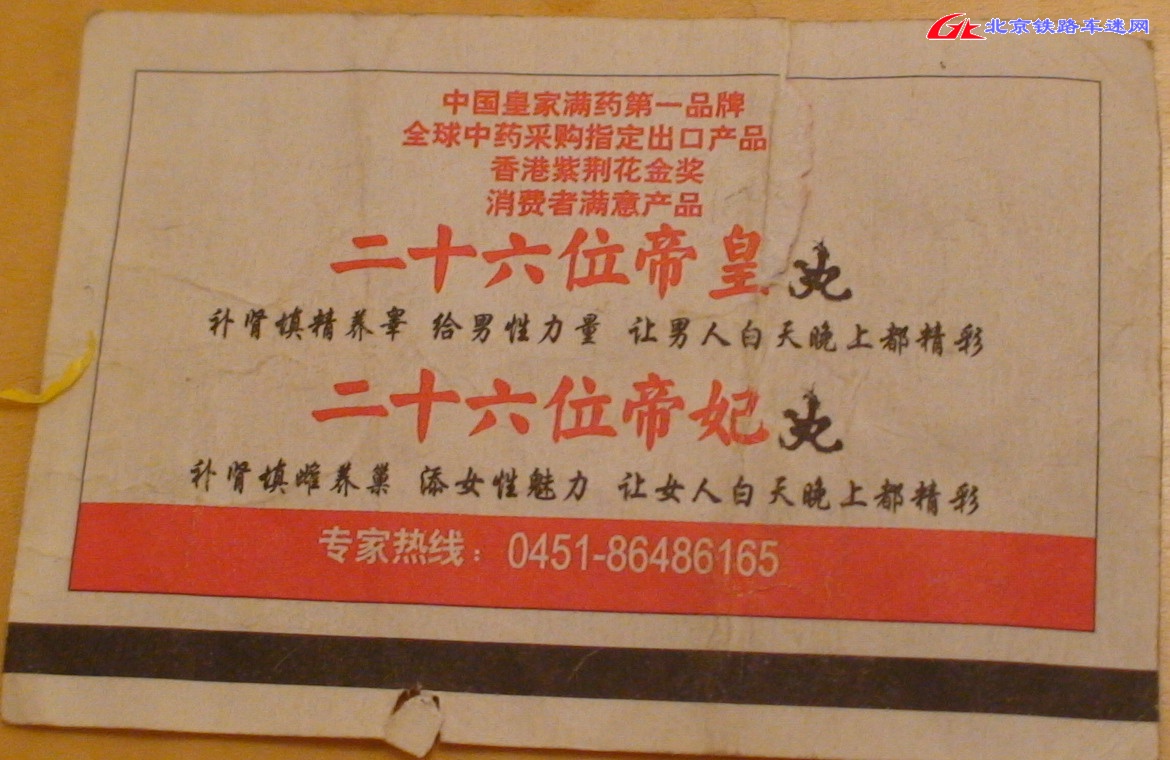 北京铁路车迷网
中国皇家满药第一品牌
全球中药采购指定出口产品
香港紫荆花金奖
消费者满意产品
二十六位帝皇丸
补肾填精养睾 给男性力量 让男人白天晚上都精彩
二十六位帝妃丸
补肾填雌养巢 添女性魅力 让女人白天晚上都精彩
专家热线：0451-86486165